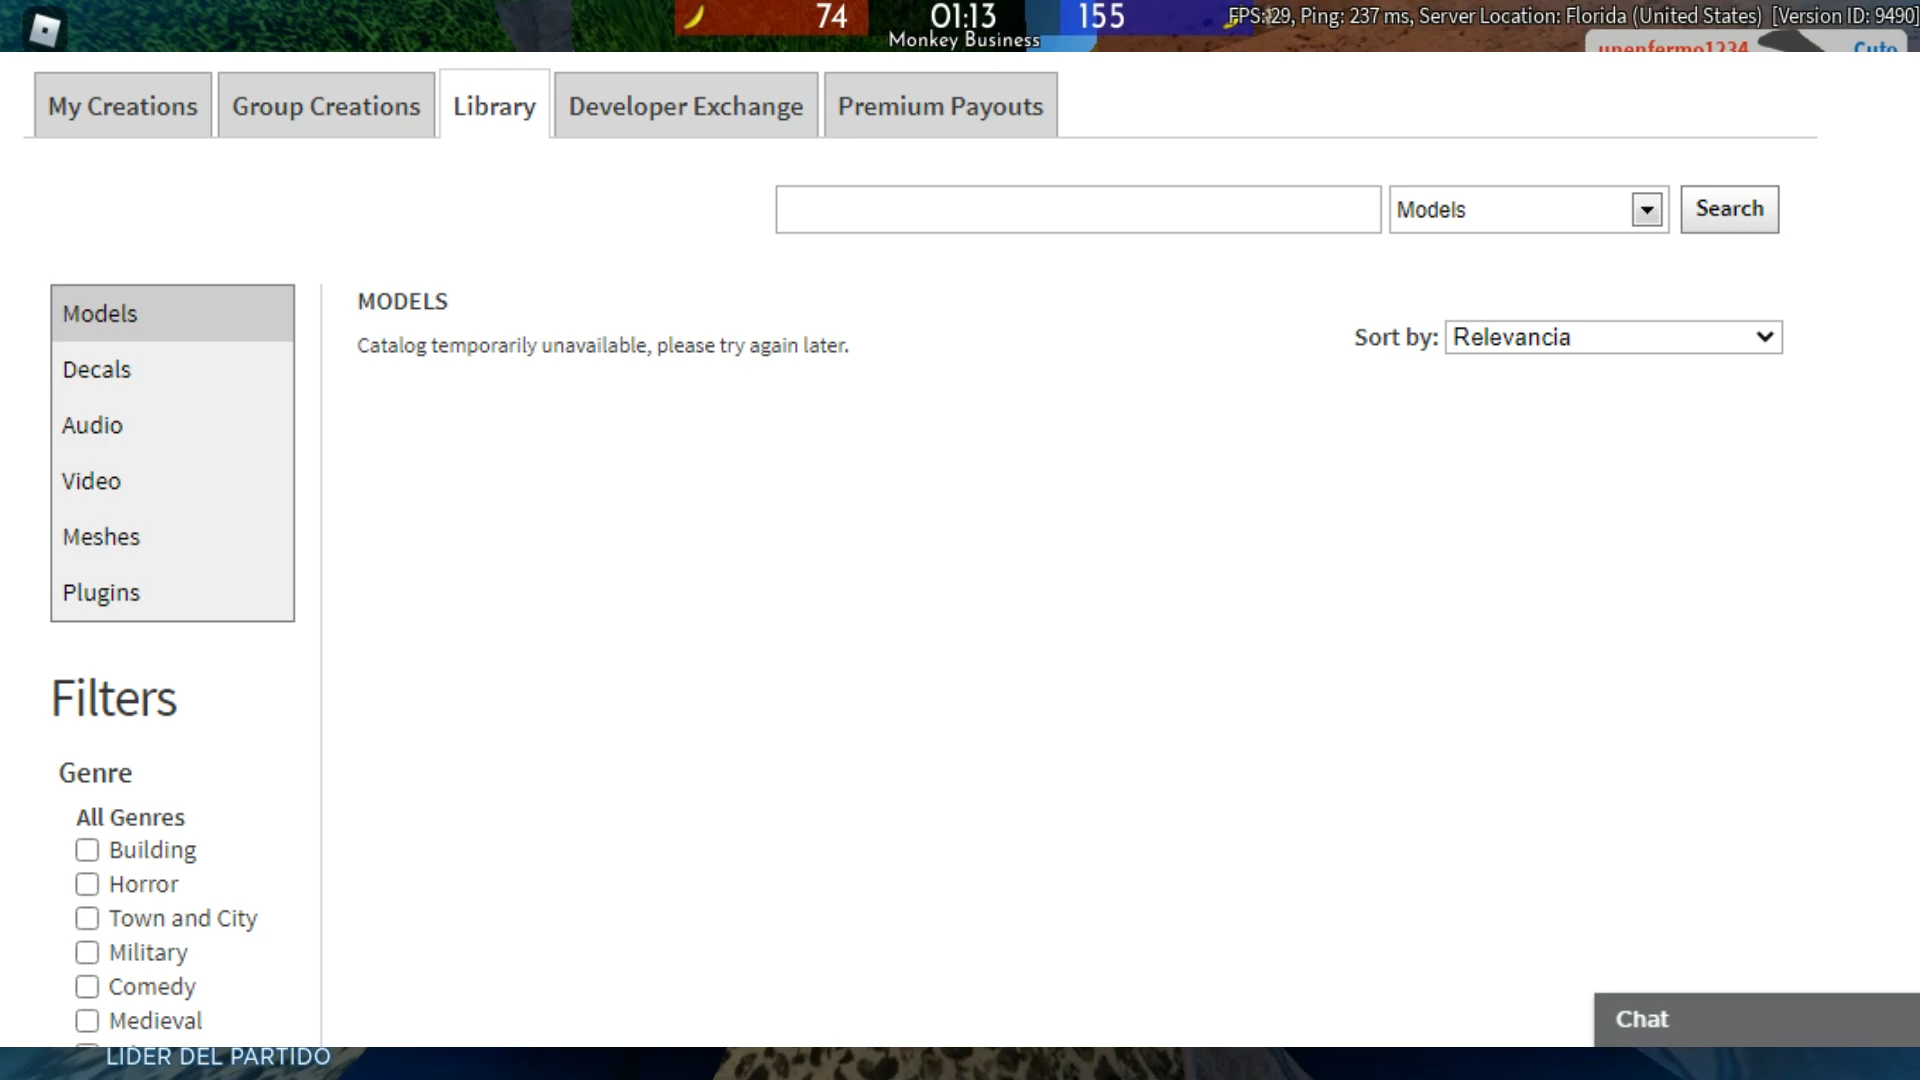 74 01:13 155
Monkey Business
FPS: 29, Ping: 237 ms, Server Location: Florida (United States) [Version ID: 9490]
unenfermo1234 Cuto
My Creations Group Creations Library Developer Exchange Premium Payouts
Models Search
Models
Decals
Audio
Video
Meshes
Plugins
MODELS
Catalog temporarily unavailable, please try again later.
Sort by: Relevancia
Filters
Genre
All Genres
Building
Horror
Town and City
Military
Comedy
Medieval
Chat
LÍDER DEL PARTIDO